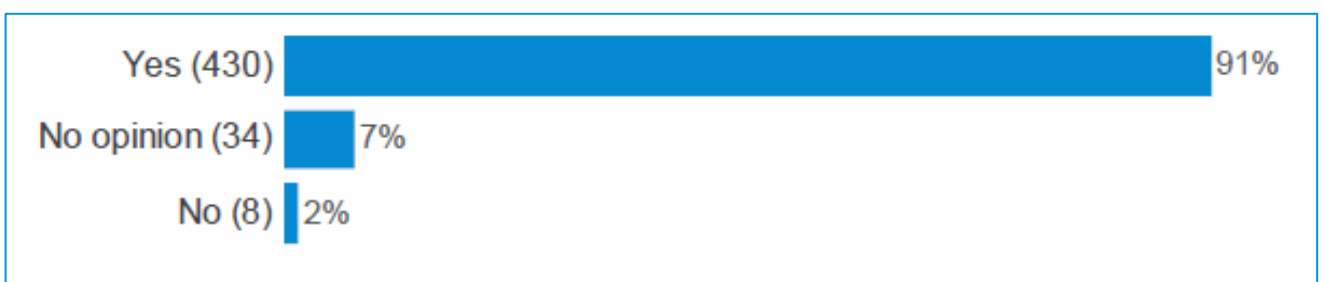 Yes (430) 91%
No opinion (34) 7%
No (8) 2%